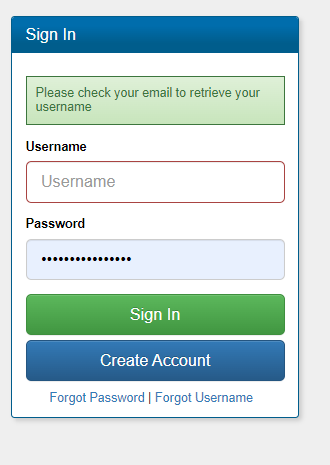 Sign In
Please check your email to retrieve your
username
Username
Username
Password
••••••••••••••••
Sign In
Create Account
Forgot Password | Forgot Username